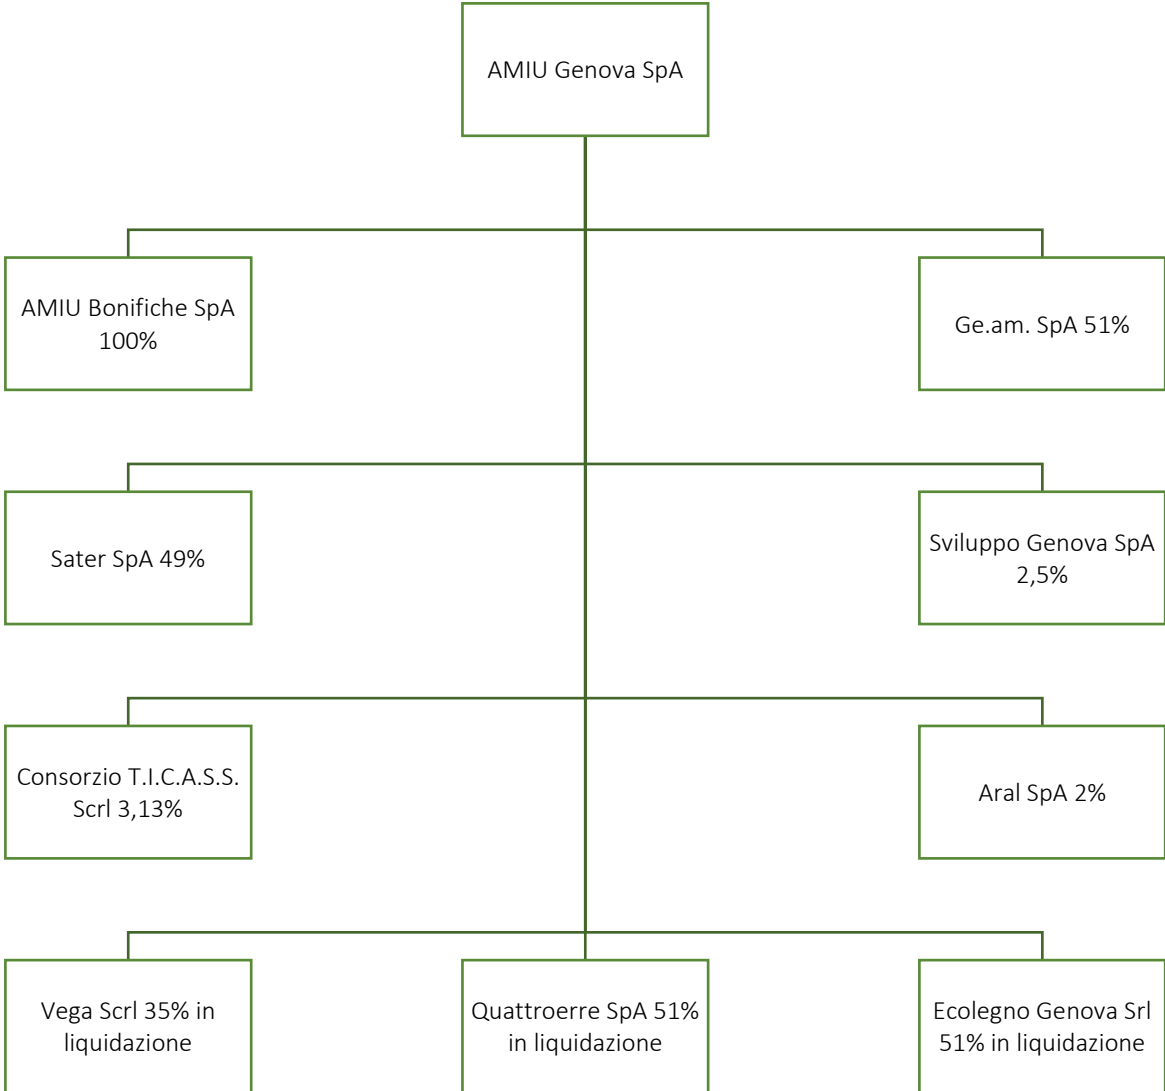 AMIU Genova SpA
AMIU Bonifiche SpA
100%
Ge.am. SpA 51%
Sater SpA 49%
Sviluppo Genova SpA
2,5%
Consorzio T.I.C.A.S.S.
Scrl 3,13%
Aral SpA 2%
Vega Scrl 35% in
liquidazione
Quattroerre SpA 51%
in liquidazione
Ecolegno Genova Srl
51% in liquidazione